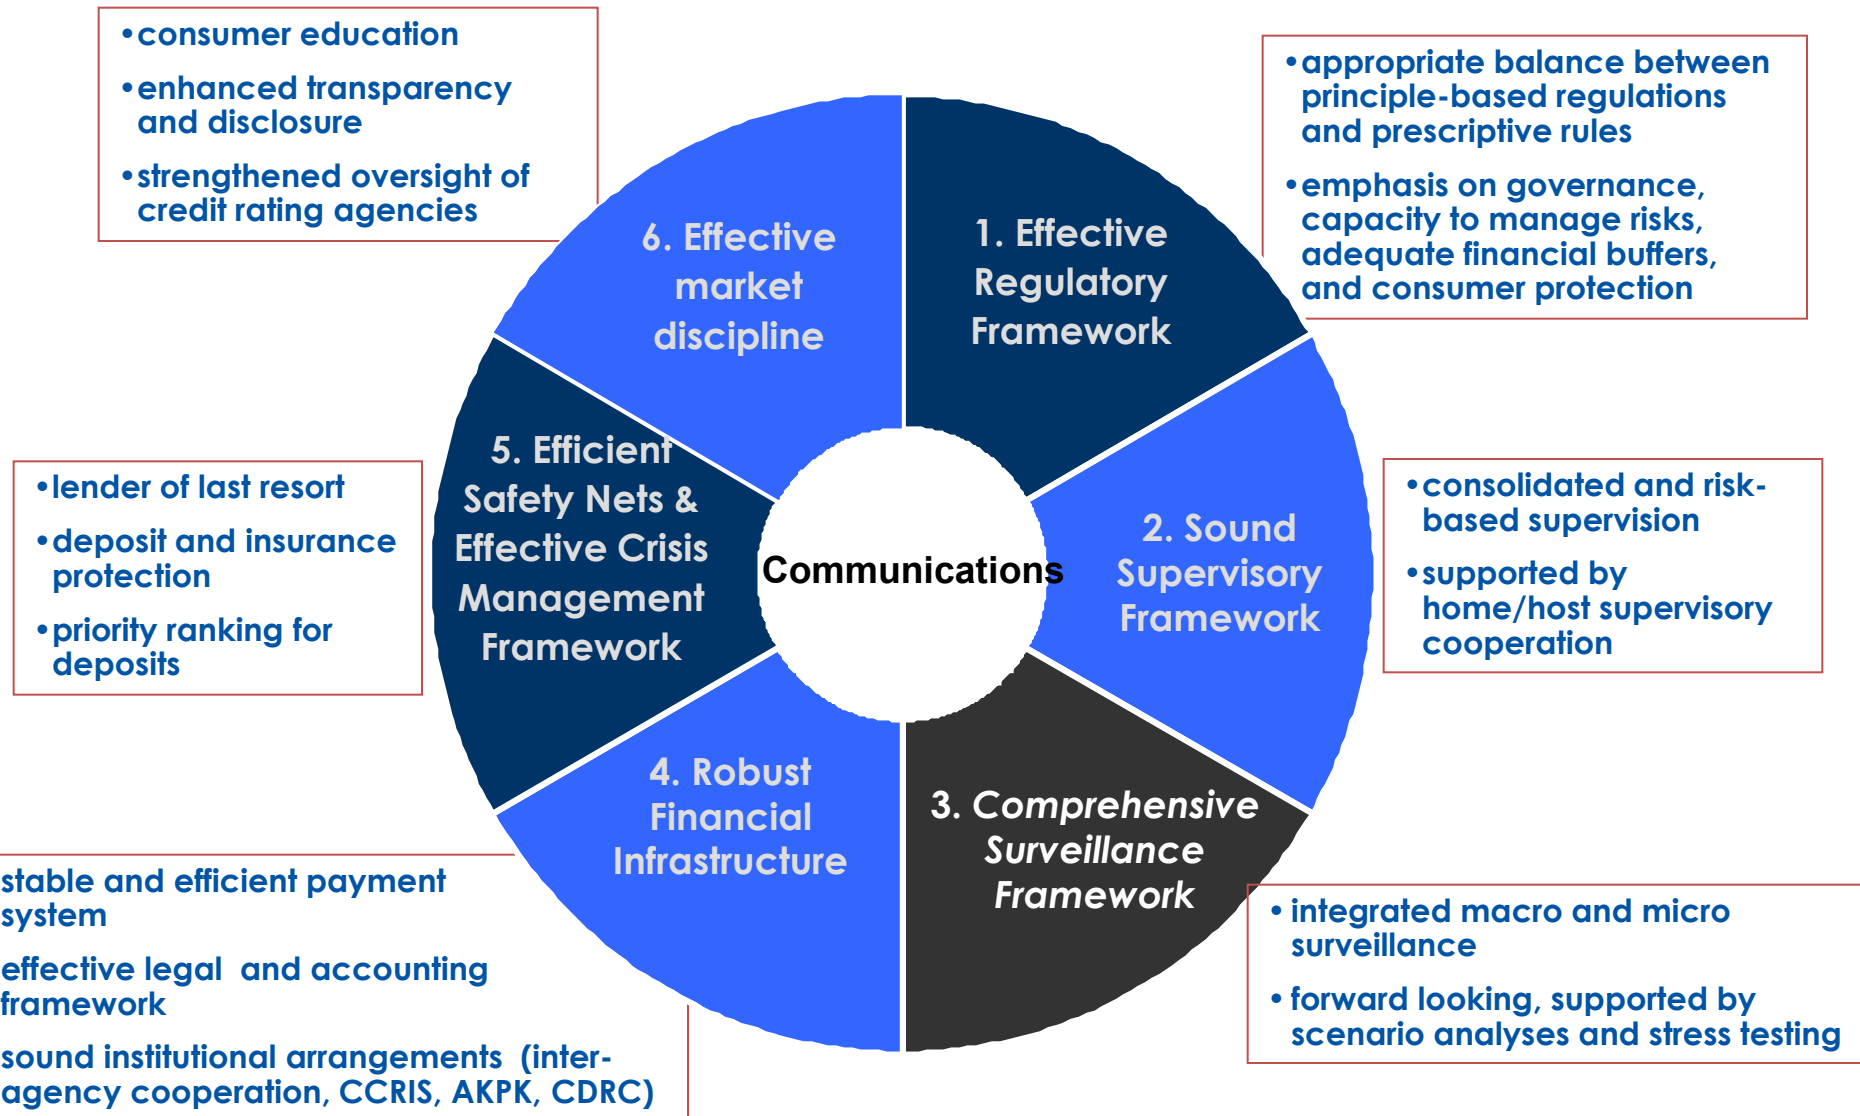 •consumer education
•enhanced transparency
and disclosure
•strengthened oversight of
credit rating agencies
•appropriate balance between
principle-based regulations
and prescriptive rules
•emphasis on governance,
capacity to manage risks,
adequate financial buffers,
and consumer protection
6. Effective
market
discipline
1. Effective
Regulatory
Framework
5. Efficient
Safety Nets &
Effective Crisis
Management
Framework
•lender of last resort
•deposit and insurance
protection
•priority ranking for
deposits
Communications
2. Sound
Supervisory
Framework
•consolidated and risk-
based supervision
•supported by
home/host supervisory
cooperation
4. Robust
Financial
Infrastructure
3. Comprehensive
Surveillance
Framework
stable and efficient payment
system
effective legal  and accounting
framework
sound institutional arrangements  (inter-
agency cooperation, CCRIS, AKPK, CDRC)
• integrated macro and micro
surveillance
• forward looking, supported by
scenario analyses and stress testing